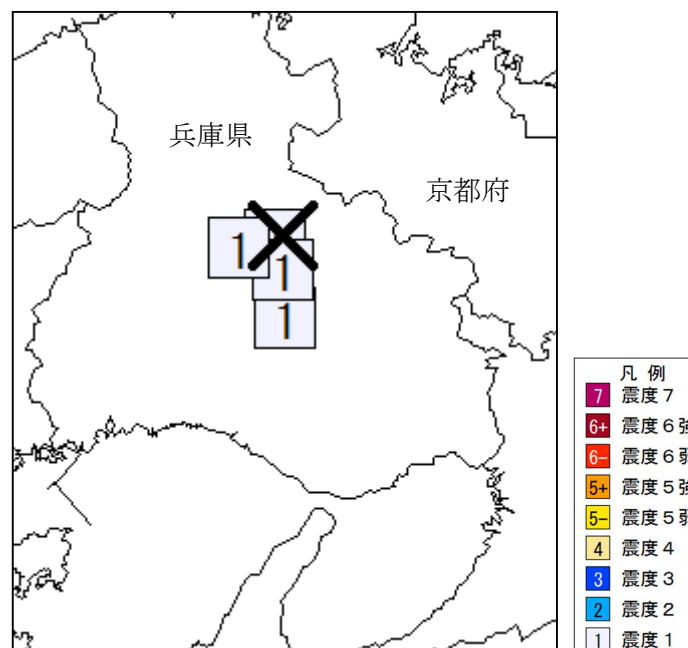 兵庫県
京都府
1
1
1
凡 例
7 震度７
6+ 震度６強
6− 震度６弱
5+ 震度５強
5− 震度５弱
4 震度４
3 震度３
2 震度２
1 震度１